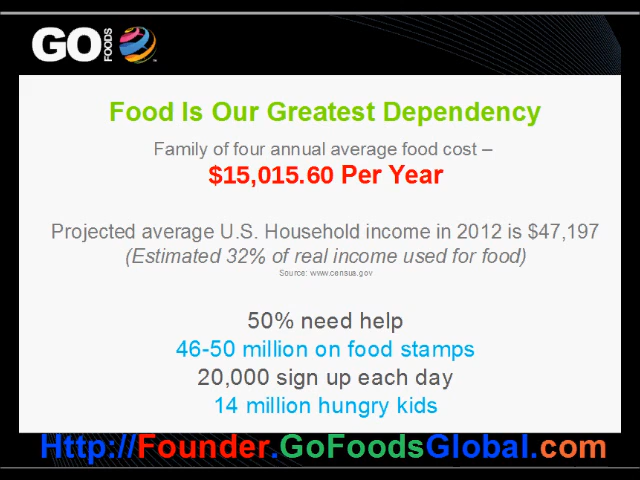 GO FOODS
Food Is Our Greatest Dependency
Family of four annual average food cost –
$15,015.60 Per Year
Projected average U.S. Household income in 2012 is $47,197
(Estimated 32% of real income used for food)
Source: www.census.gov
50% need help
46-50 million on food stamps
20,000 sign up each day
14 million hungry kids
Http://Founder.GoFoodsGlobal.com